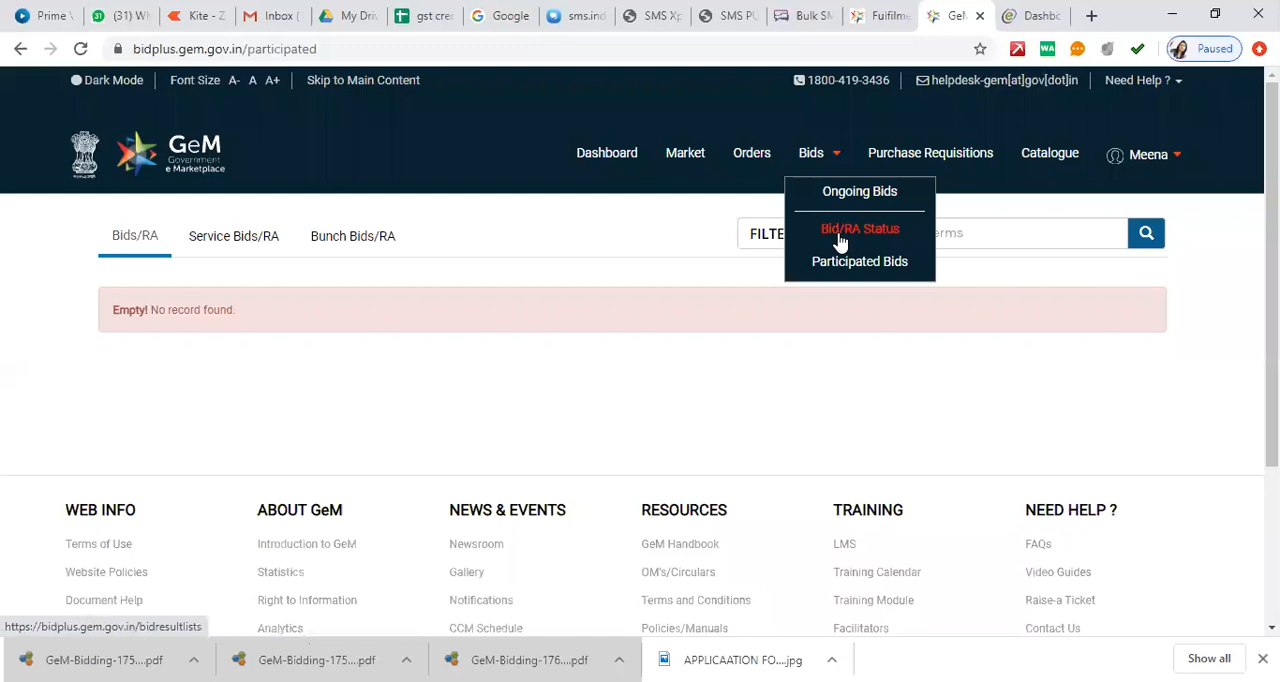 Prime V
(31) Wh
Kite - Z
Inbox (
My Driv
gst cred
Google
sms.ind
SMS Xp
SMS PU
Bulk SM
Fulfilme
GeM
Dashbo
bidplus.gem.gov.in/participated
Paused
Dark Mode
Font Size A- A A+
Skip to Main Content
1800-419-3436
helpdesk-gem[at]gov[dot]in
Need Help ?
GeM
Government
e Marketplace
Dashboard
Market
Orders
Bids
Purchase Requisitions
Catalogue
Meena
Ongoing Bids
Bid/RA Status
Participated Bids
Bids/RA
Service Bids/RA
Bunch Bids/RA
FILTE
erms
Empty! No record found.
WEB INFO
ABOUT GeM
NEWS & EVENTS
RESOURCES
TRAINING
NEED HELP ?
Terms of Use
Introduction to GeM
Newsroom
GeM Handbook
LMS
FAQs
Website Policies
Statistics
Gallery
OM's/Circulars
Training Calendar
Video Guides
Document Help
Right to Information
Notifications
Terms and Conditions
Training Module
Raise-a Ticket
Analytics
CCM Schedule
Policies/Manuals
Facilitators
Contact Us
https://bidplus.gem.gov.in/bidresultlists
GeM-Bidding-175....pdf
GeM-Bidding-175....pdf
GeM-Bidding-176....pdf
APPLICAATION FO....jpg
Show all